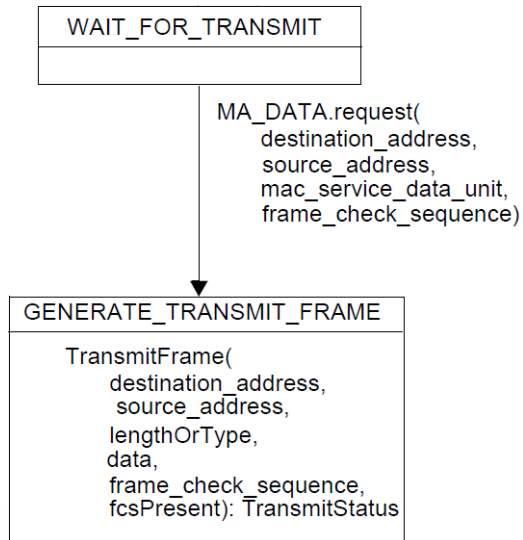 WAIT_FOR_TRANSMIT
MA_DATA.request(
destination_address,
source_address,
mac_service_data_unit,
frame_check_sequence)
GENERATE_TRANSMIT_FRAME
TransmitFrame(
destination_address,
source_address,
lengthOrType,
data,
frame_check_sequence,
fcsPresent): TransmitStatus